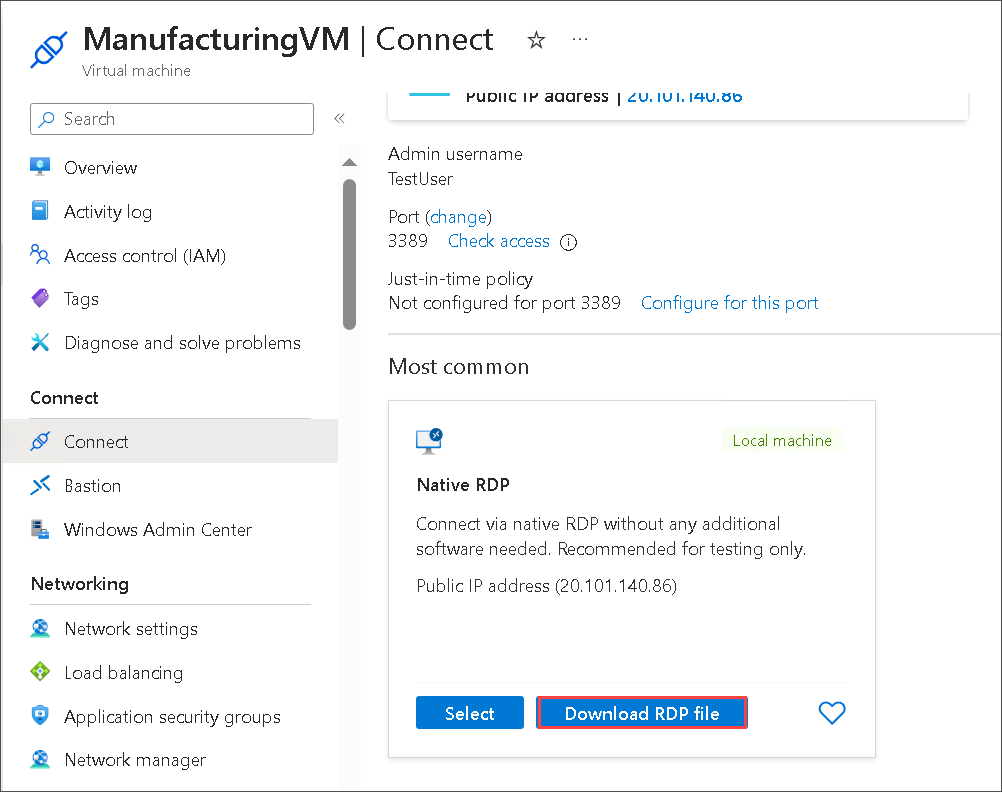 ManufacturingVM | Connect
Virtual machine
Search
Overview
Activity log
Access control (IAM)
Tags
Diagnose and solve problems
Connect
Connect
Bastion
Windows Admin Center
Networking
Network settings
Load balancing
Application security groups
Network manager
Public IP address | 20.101.140.86
Admin username
TestUser
Port (change)
3389 Check access
Just-in-time policy
Not configured for port 3389 Configure for this port
Most common
Local machine
Native RDP
Connect via native RDP without any additional
software needed. Recommended for testing only.
Public IP address (20.101.140.86)
Select
Download RDP file